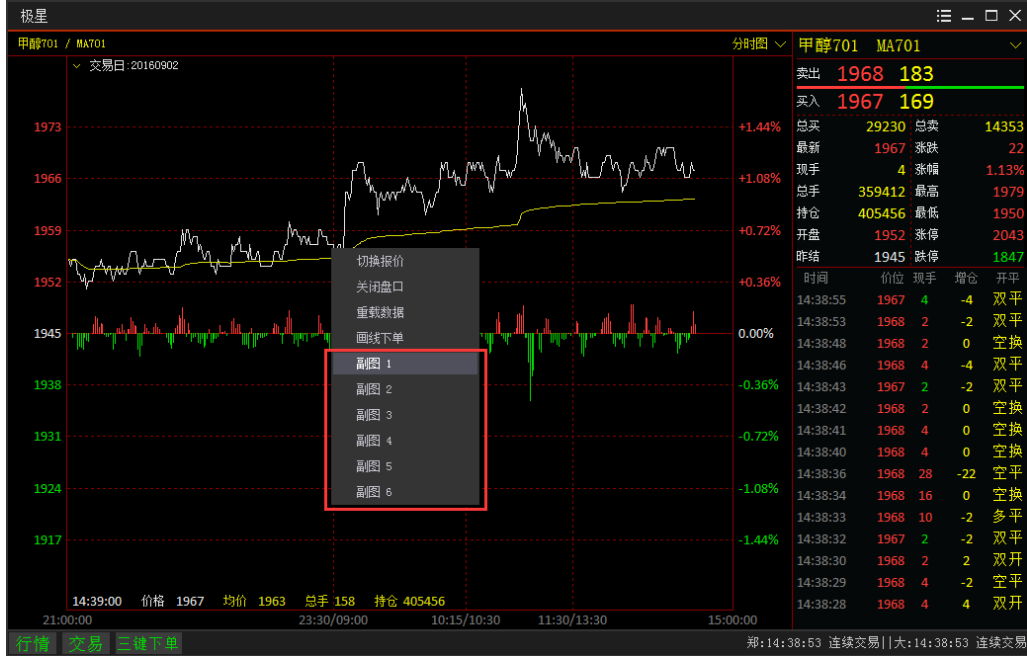 极星
甲醇701 / MA701
分时图
交易日:20160902
1973
1966
1959
1952
1945
1938
1931
1924
1917
+1.44%
+1.08%
+0.72%
+0.36%
0.00%
-0.36%
-0.72%
-1.08%
-1.44%
切换报价
关闭盘口
重载数据
画线下单
副图 1
副图 2
副图 3
副图 4
副图 5
副图 6
14:39:00 价格 1967 均价 1963 总手 158 持仓 405456
21:00:00 23:30/09:00 10:15/10:30 11:30/13:30 15:00:00
甲醇701 MA701
卖出 1968 183
买入 1967 169
总买 29230 总卖 14353
最新 1967 涨跌 22
现手 4 涨幅 1.13%
总手 359412 最高 1979
持仓 405456 最低 1950
开盘 1952 涨停 2043
昨结 1945 跌停 1847
时间 价位 现手 增仓 开平
14:38:55 1967 4 -4 双平
14:38:53 1968 2 -2 双平
14:38:48 1968 2 0 空换
14:38:46 1968 4 -4 双平
14:38:43 1967 2 -2 双平
14:38:42 1968 2 0 空换
14:38:41 1968 4 0 空换
14:38:40 1968 4 0 空换
14:38:36 1968 28 -22 空平
14:38:34 1968 16 0 空换
14:38:33 1968 10 -2 多平
14:38:32 1967 2 -2 双平
14:38:30 1968 2 2 双开
14:38:29 1968 4 -2 空平
14:38:28 1968 4 4 双开
行情 交易 三键下单
郑:14:38:53 连续交易||大:14:38:53 连续交易